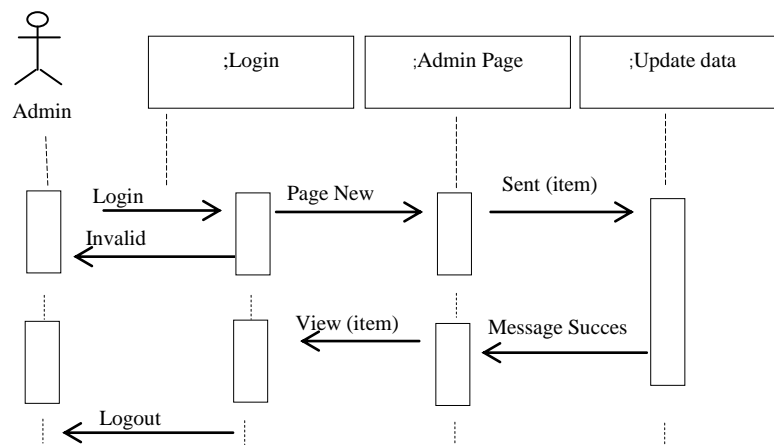 ;Login
;Admin Page
;Update data
Admin
Login
Page New
Sent (item)
Invalid
View (item)
Message Succes
Logout